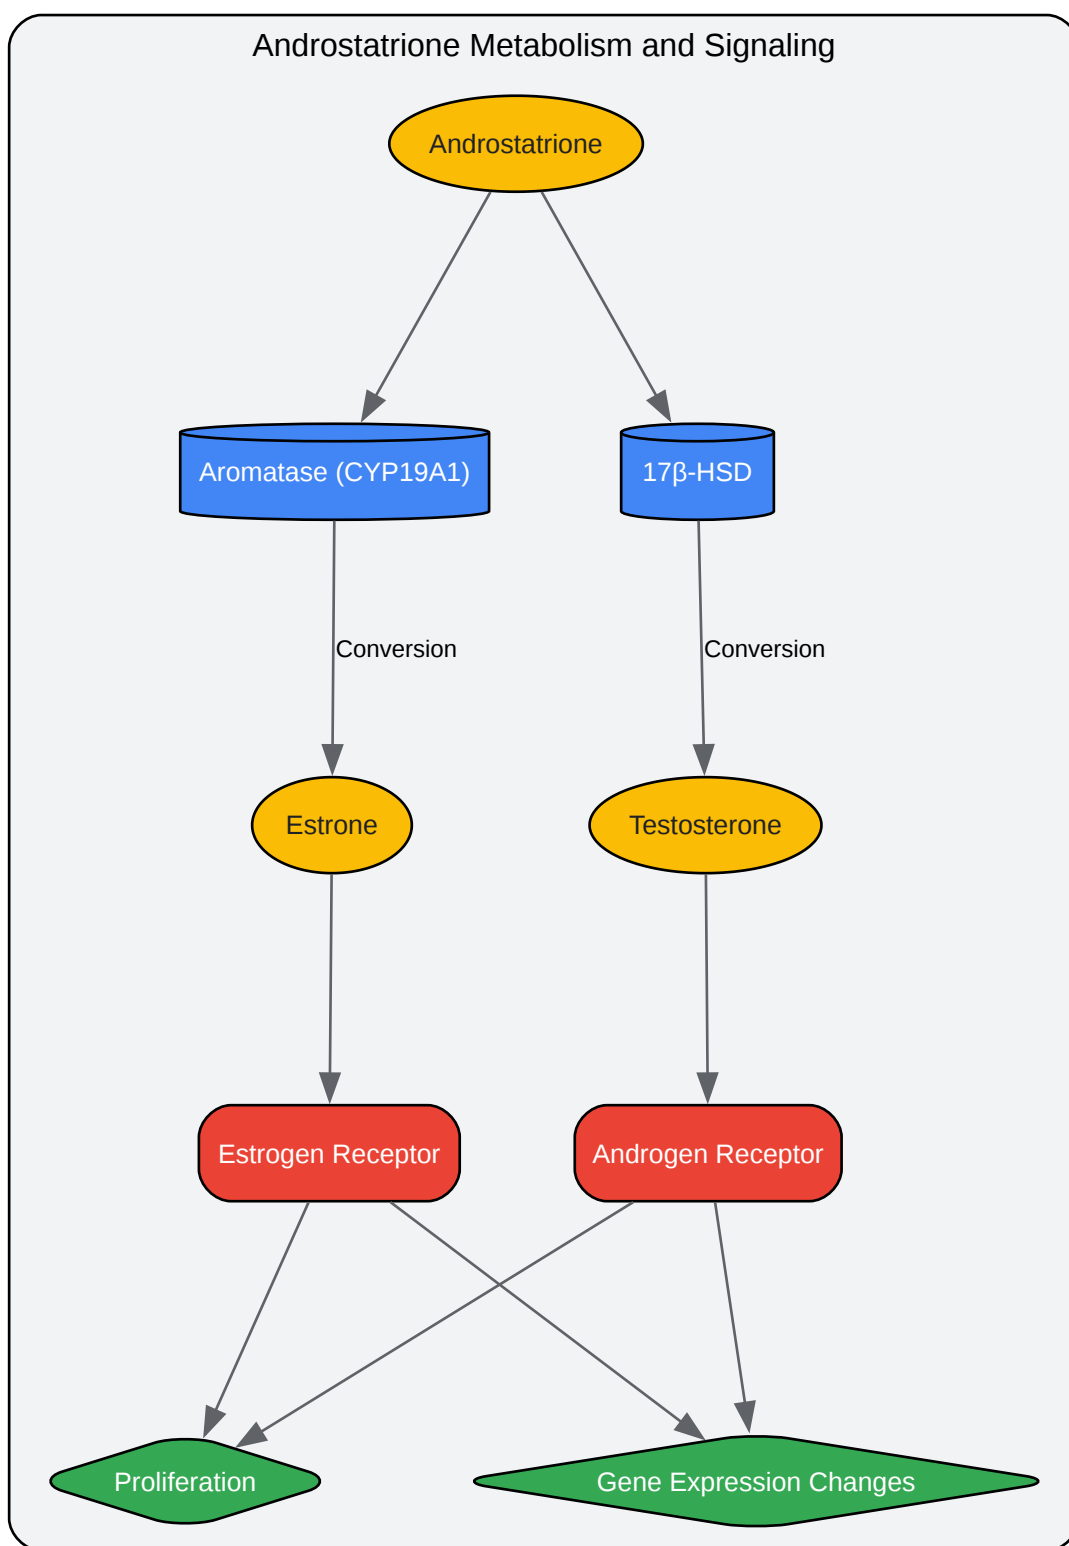 Androstatrione Metabolism and Signaling
Androstatrione
Aromatase (CYP19A1)
17β-HSD
Conversion
Conversion
Estrone
Testosterone
Estrogen Receptor
Androgen Receptor
Proliferation
Gene Expression Changes